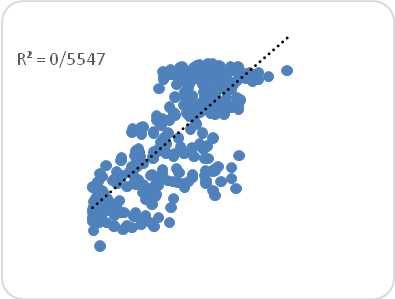 R² = 0/5547